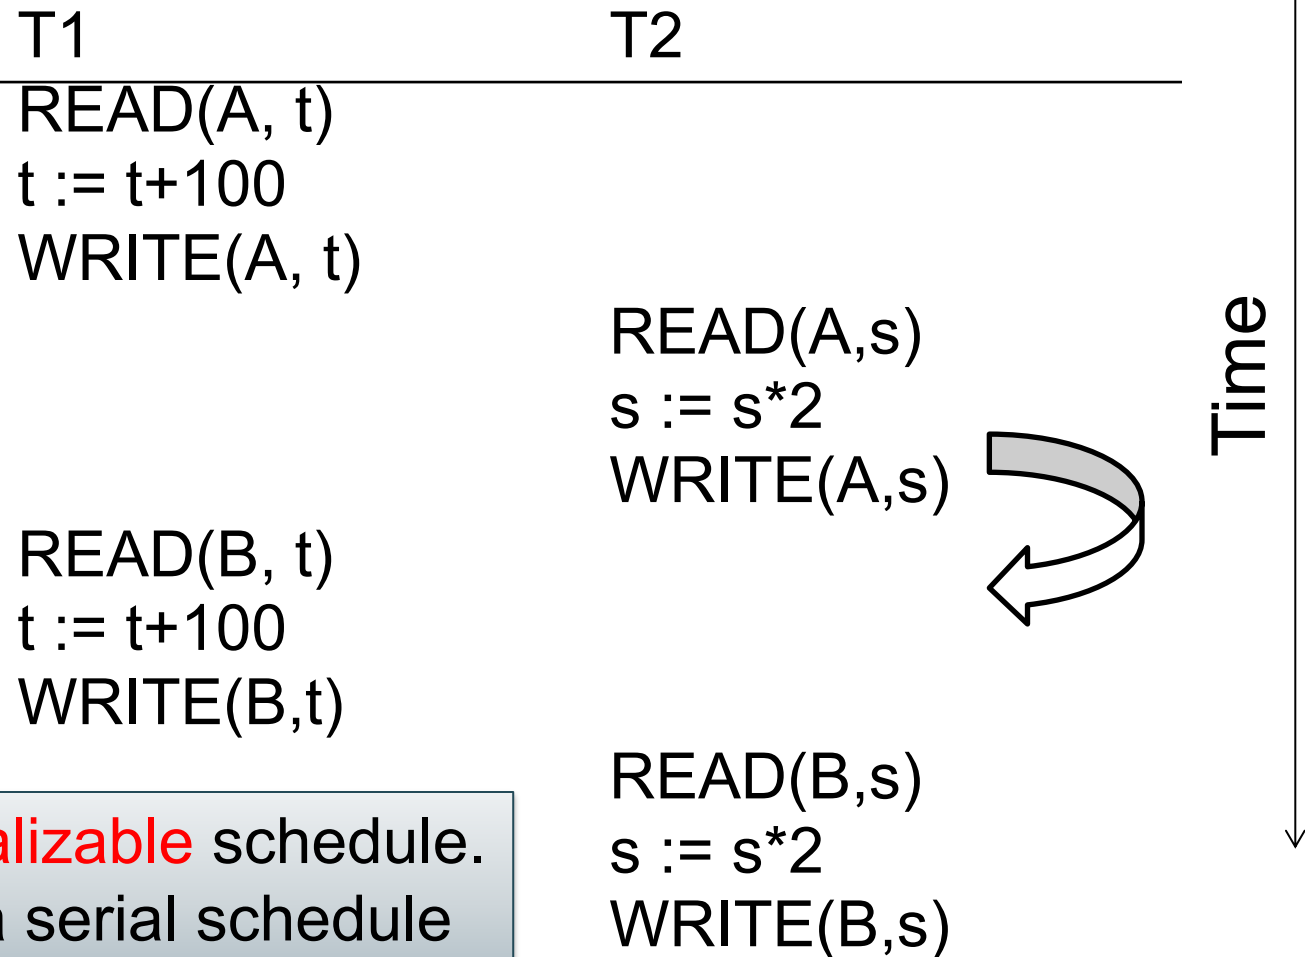 T1 T2
READ(A, t)
t := t+100
WRITE(A, t)
READ(A,s)
s := s*2
WRITE(A,s)
Time
READ(B, t)
t := t+100
WRITE(B,t)
READ(B,s)
s := s*2
WRITE(B,s)
alizable schedule.
a serial schedule